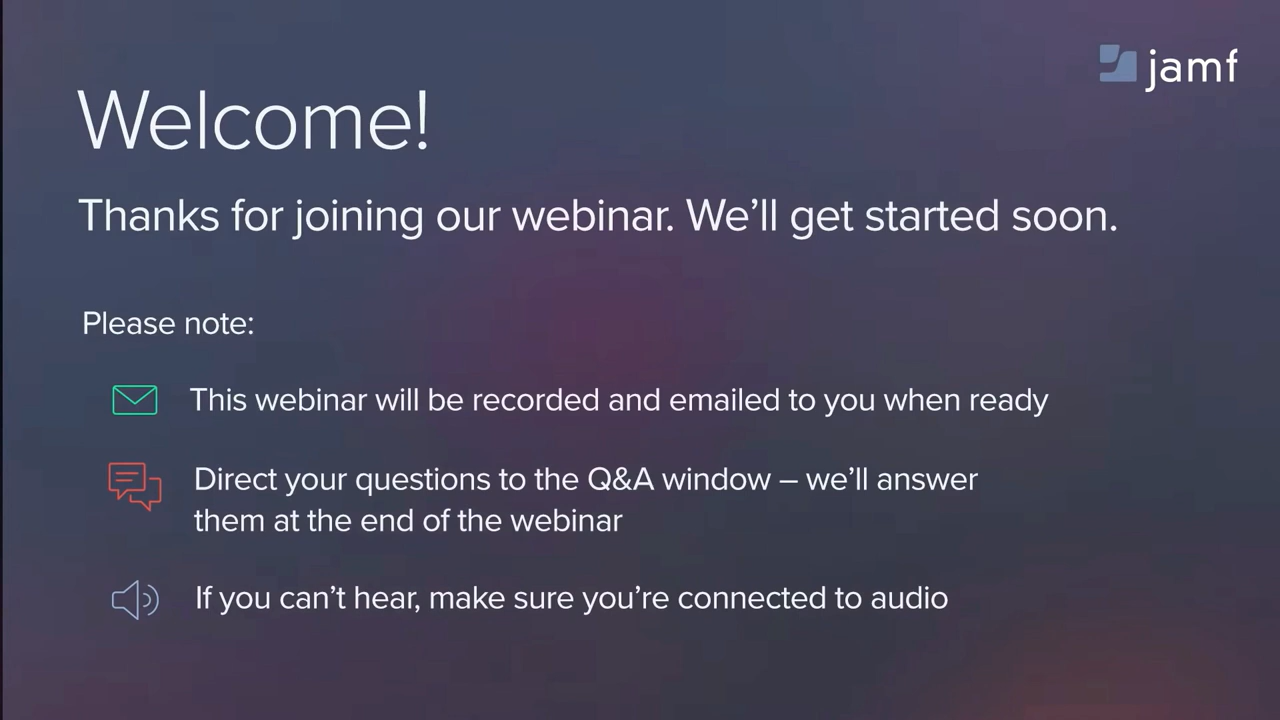 jamf
Welcome!
Thanks for joining our webinar. We’ll get started soon.
Please note:
This webinar will be recorded and emailed to you when ready
Direct your questions to the Q&A window – we’ll answer
them at the end of the webinar
If you can’t hear, make sure you’re connected to audio